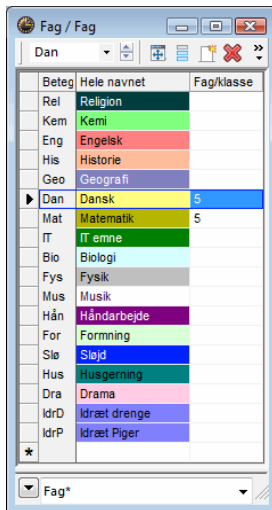 Fag / Fag
Dan
Beteg Hele navnet Fag/klasse
Rel Religion
Kem Kemi
Eng Engelsk
His Historie
Geo Geografi
Dan Dansk 5
Mat Matematik 5
IT IT emne
Bio Biologi
Fys Fysik
Mus Musik
Hån Håndarbejde
For Formning
Slø Sløjd
Hus Husgerning
Dra Drama
IdrD Idræt drenge
IdrP Idræt Piger
*
Fag*